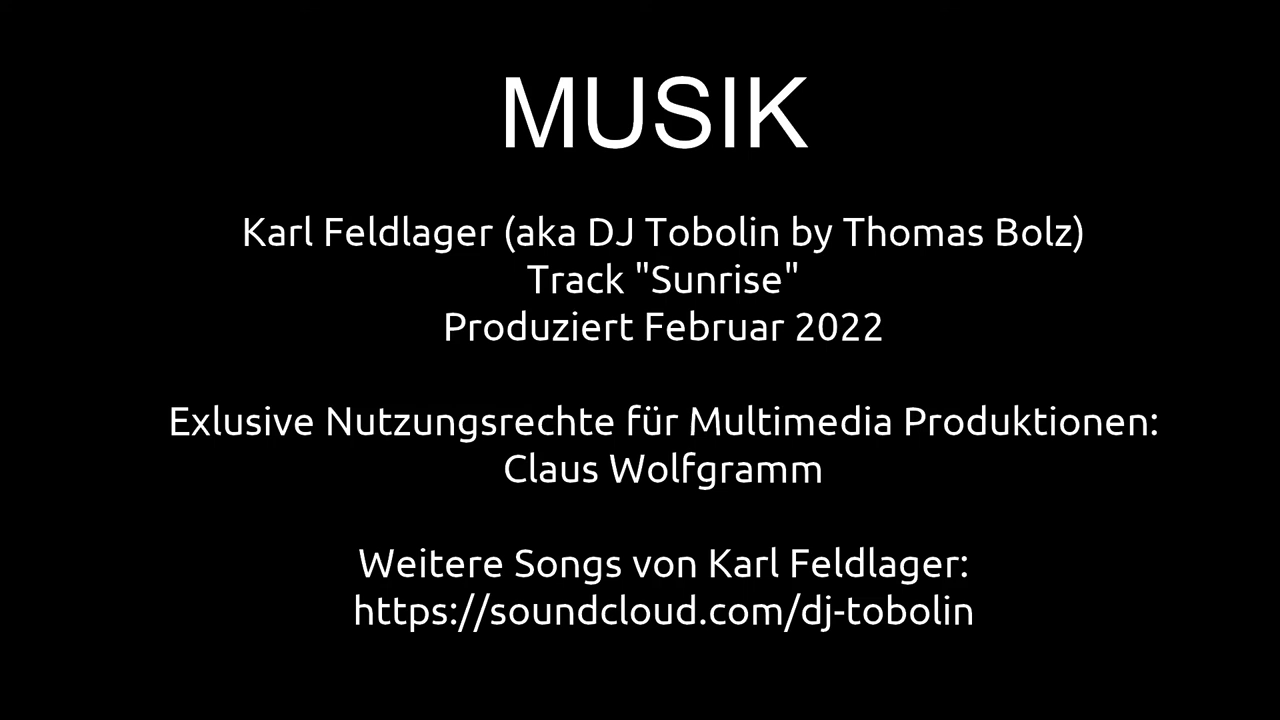 MUSIK
Karl Feldlager (aka DJ Tobolin by Thomas Bolz)
Track "Sunrise"
Produziert Februar 2022
Exlusive Nutzungsrechte für Multimedia Produktionen:
Claus Wolfgramm
Weitere Songs von Karl Feldlager:
https://soundcloud.com/dj-tobolin